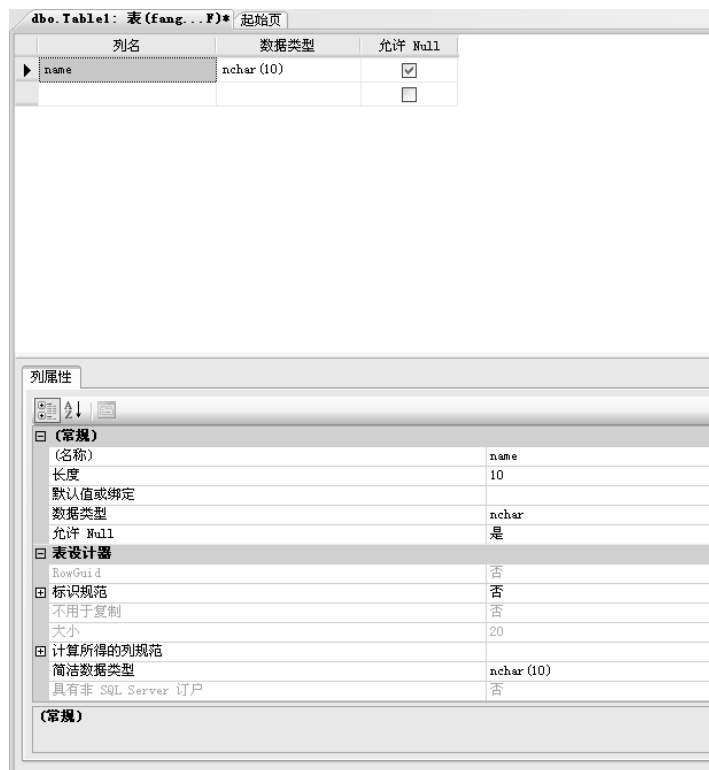 dbo.Table1: 表(fang...F)* 起始页
列名 数据类型 允许 Null
name nchar(10)
列属性
(常规)
(名称) name
长度 10
默认值或绑定
数据类型 nchar
允许 Null 是
表设计器
RowGuid 否
标识规范 否
不用于复制 否
大小 20
计算所得的列规范
简洁数据类型 nchar(10)
具有非 SQL Server 订户 否
(常规)